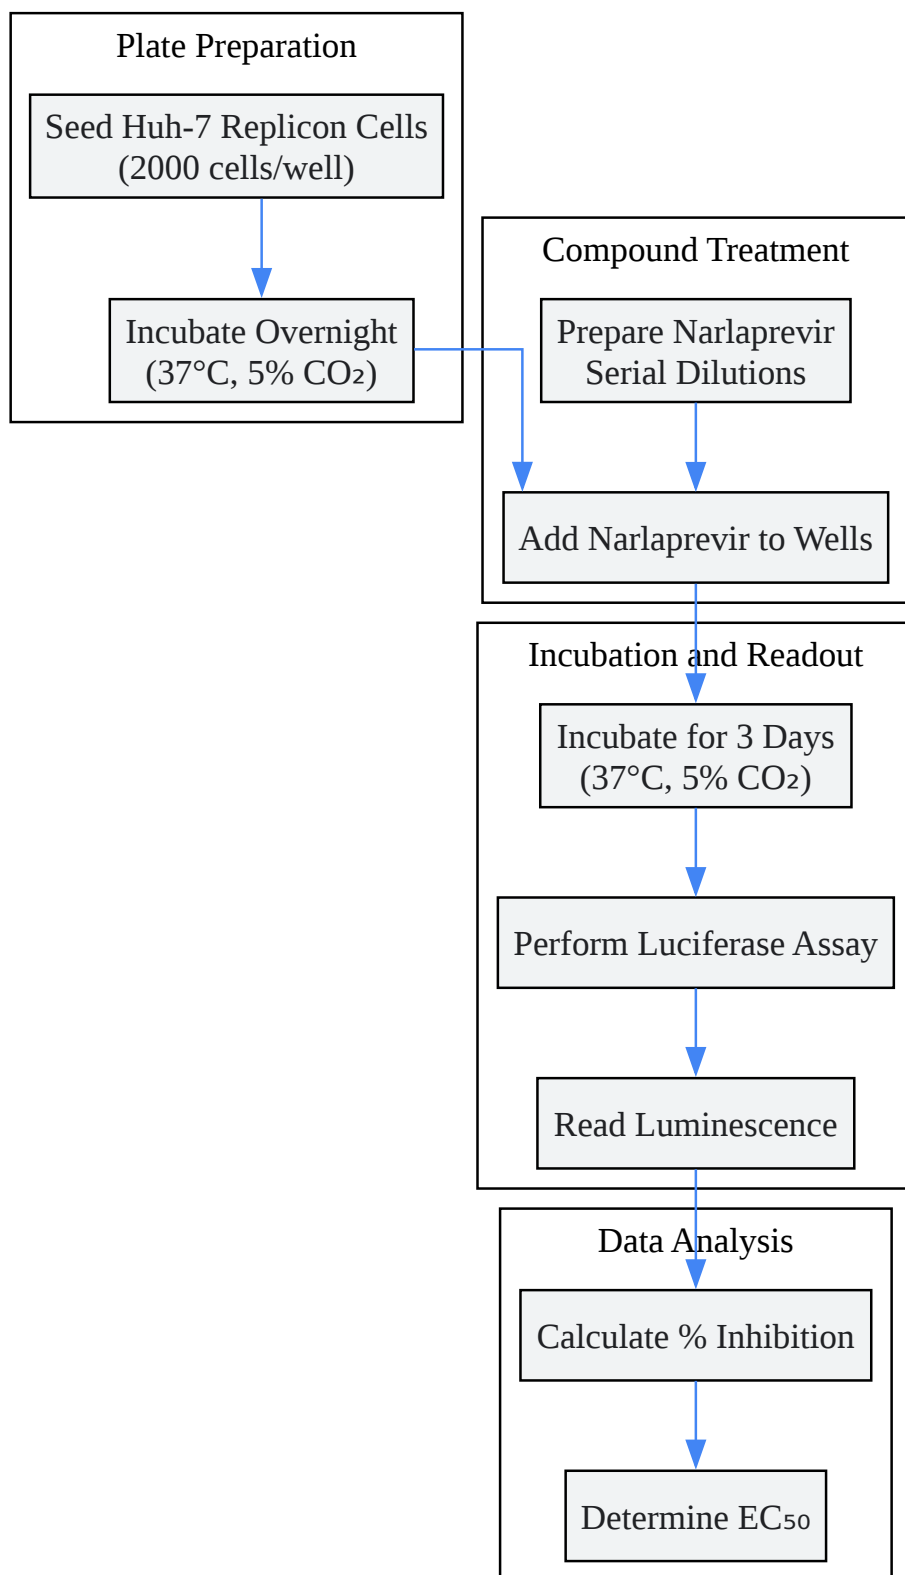 Plate Preparation
Seed Huh-7 Replicon Cells
(2000 cells/well)
Incubate Overnight
(37°C, 5% CO₂)
Compound Treatment
Prepare Narlaprevir
Serial Dilutions
Add Narlaprevir to Wells
Incubation and Readout
Incubate for 3 Days
(37°C, 5% CO₂)
Perform Luciferase Assay
Read Luminescence
Data Analysis
Calculate % Inhibition
Determine EC₅₀